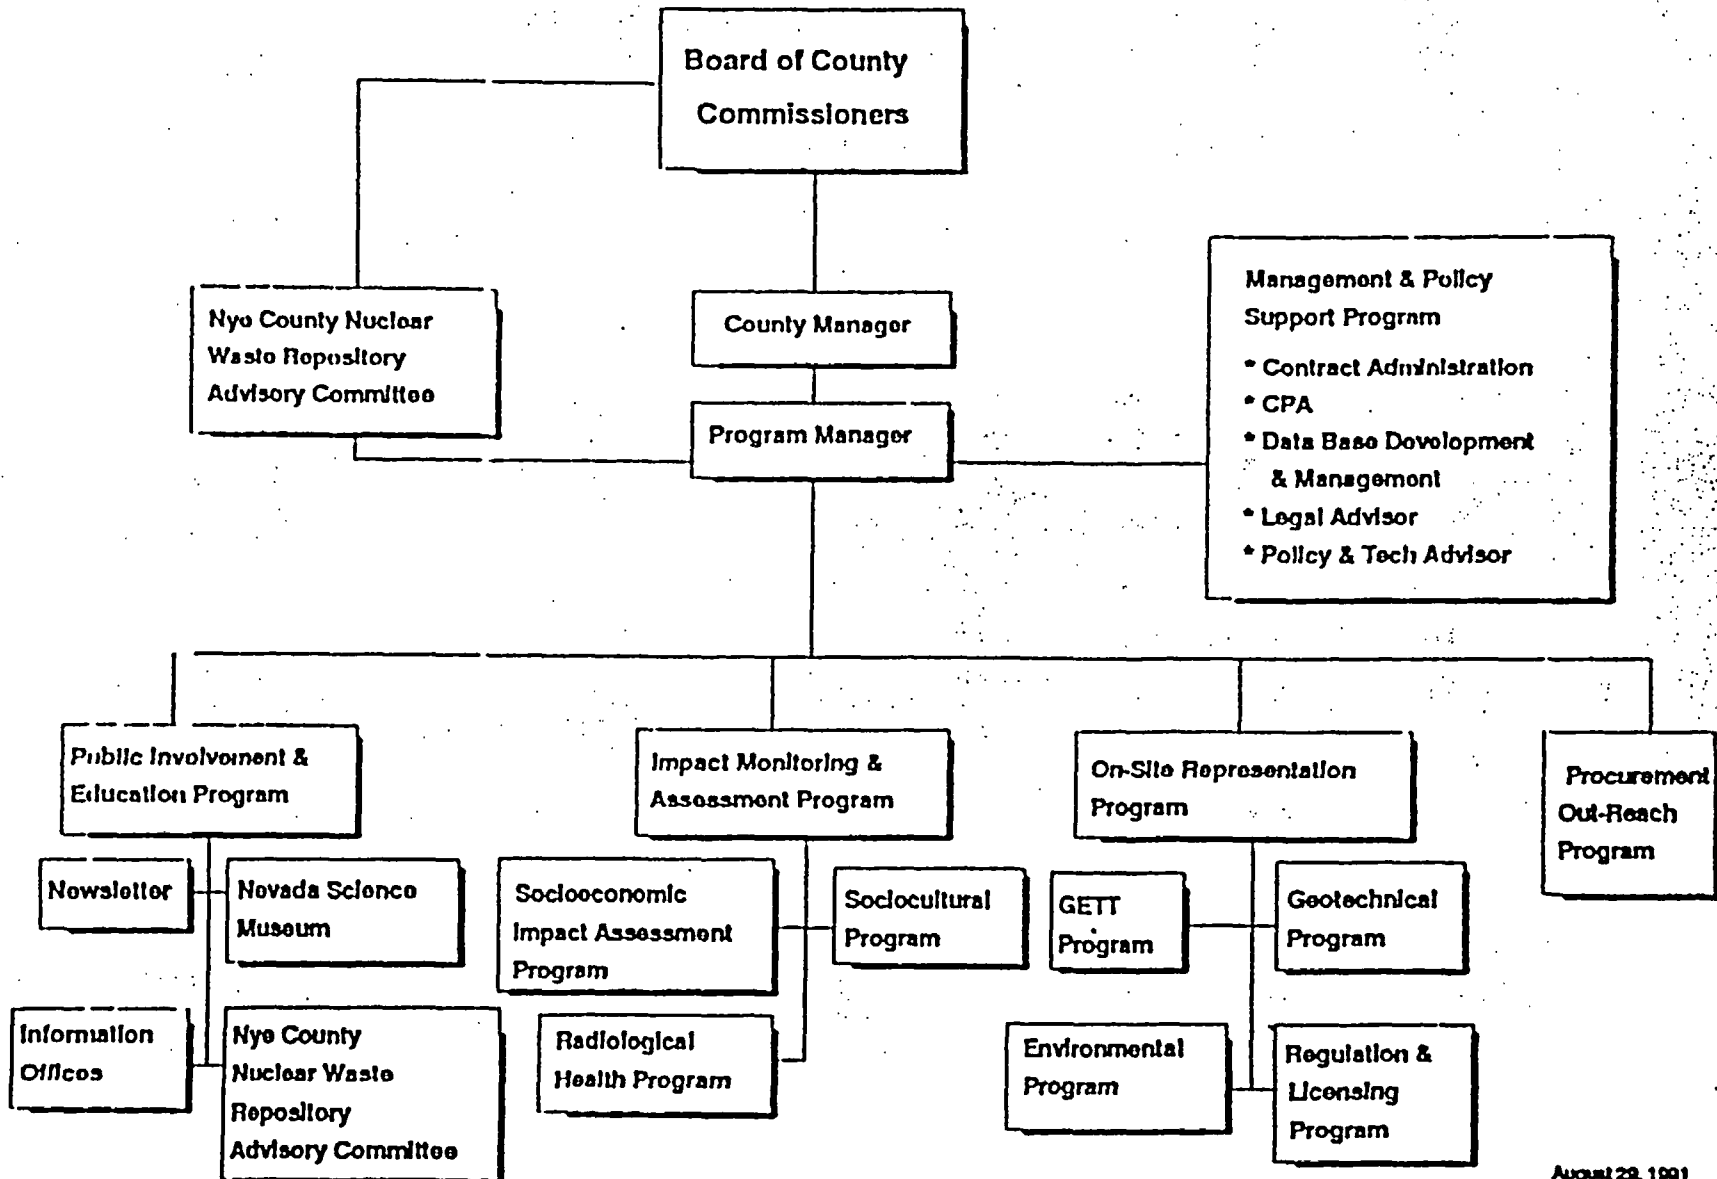 Board of County
Commissioners
Nye County Nuclear
Waste Repository
Advisory Committee
County Manager
Program Manager
Management & Policy
Support Program
* Contract Administration
* CPA
* Data Base Development
& Management
* Legal Advisor
* Policy & Tech Advisor
Public Involvement &
Education Program
Impact Monitoring &
Assessment Program
On-Site Representation
Program
Procurement
Out-Reach
Program
Newsletter
Nevada Science
Museum
Socioeconomic
Impact Assessment
Program
Sociocultural
Program
GETT
Program
Geotechnical
Program
Information
Offices
Nye County
Nuclear Waste
Repository
Advisory Committee
Radiological
Health Program
Environmental
Program
Regulation &
Licensing
Program
August 29, 1991